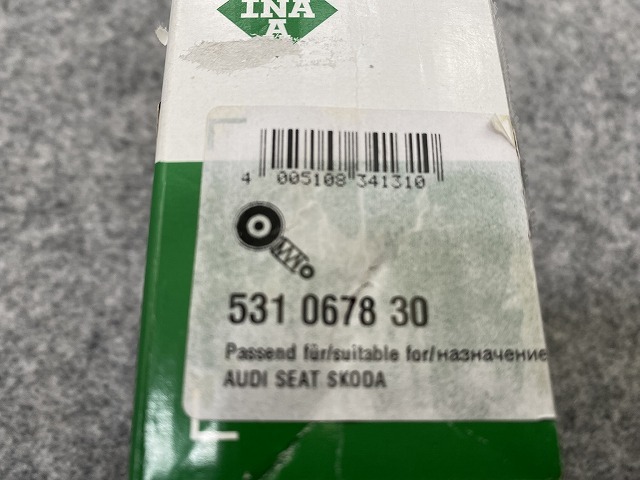 INA
A
4 005108 341310
531 0678 30
Passend für/suitable for/назначение
AUDI SEAT SKODA